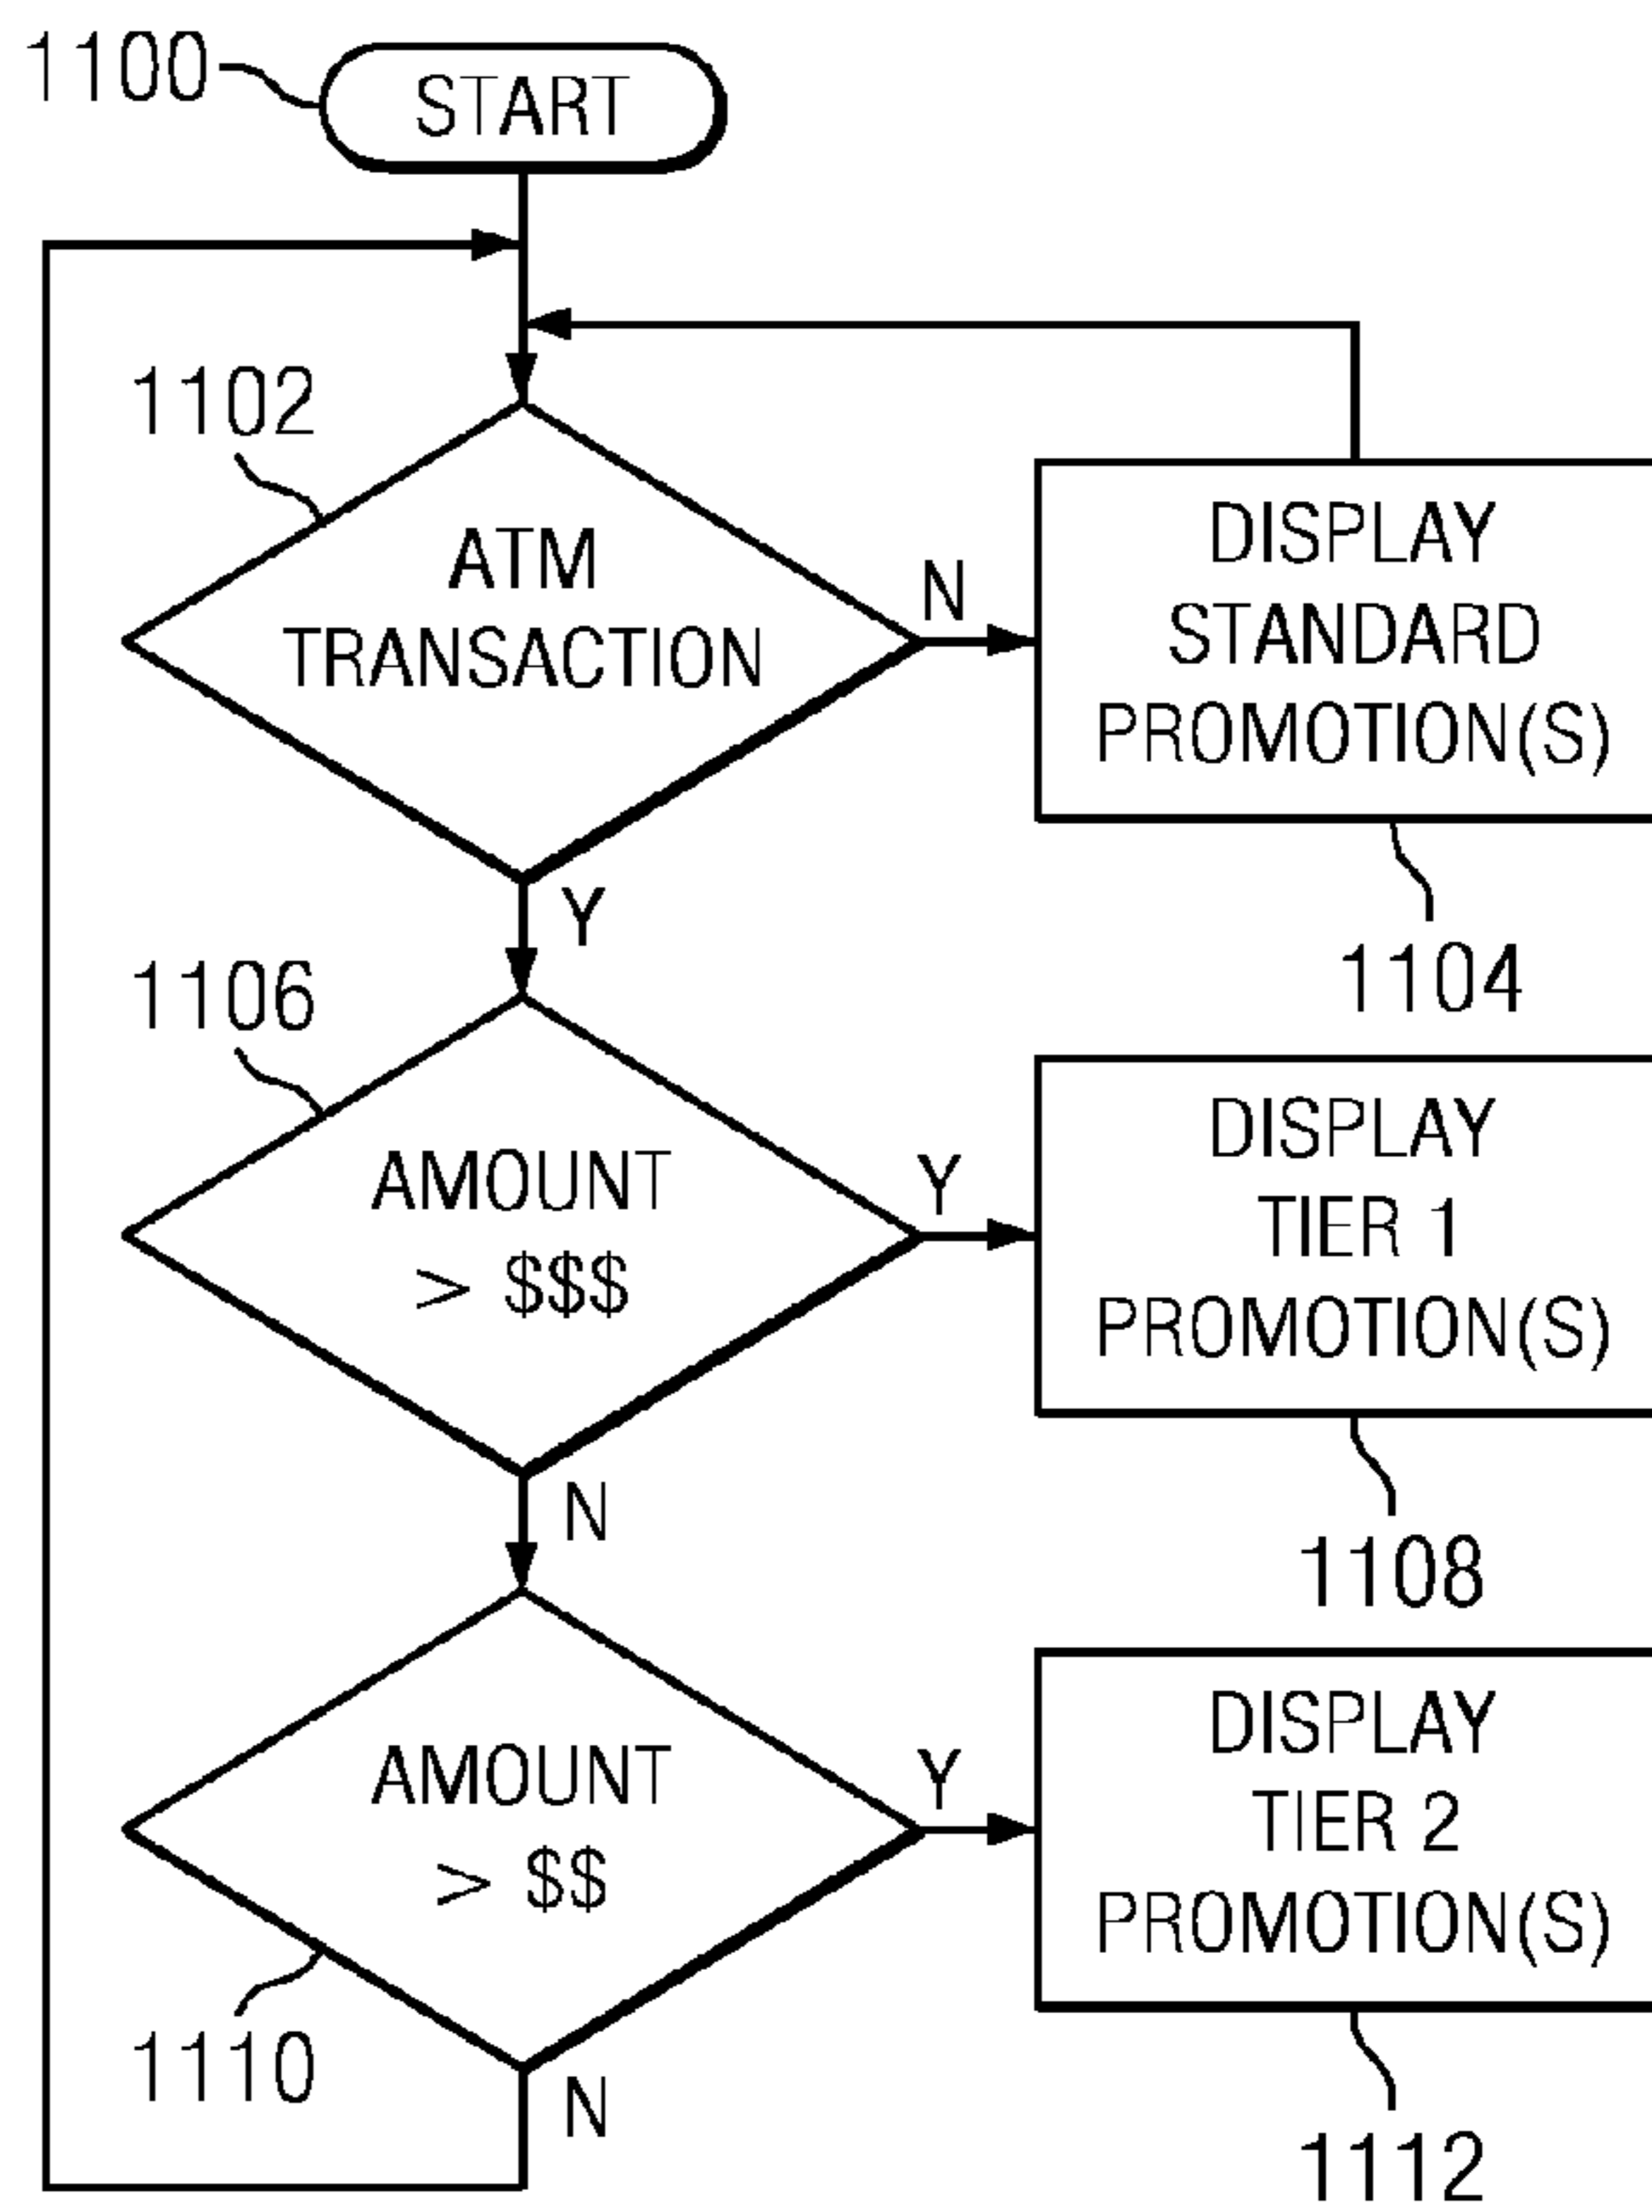 1100
START
1102
ATM
TRANSACTION
N
DISPLAY
STANDARD
PROMOTION(S)
1104
Y
1106
AMOUNT
> $$$
Y
DISPLAY
TIER 1
PROMOTION(S)
1108
N
AMOUNT
> $$
Y
DISPLAY
TIER 2
PROMOTION(S)
1110
N
1112